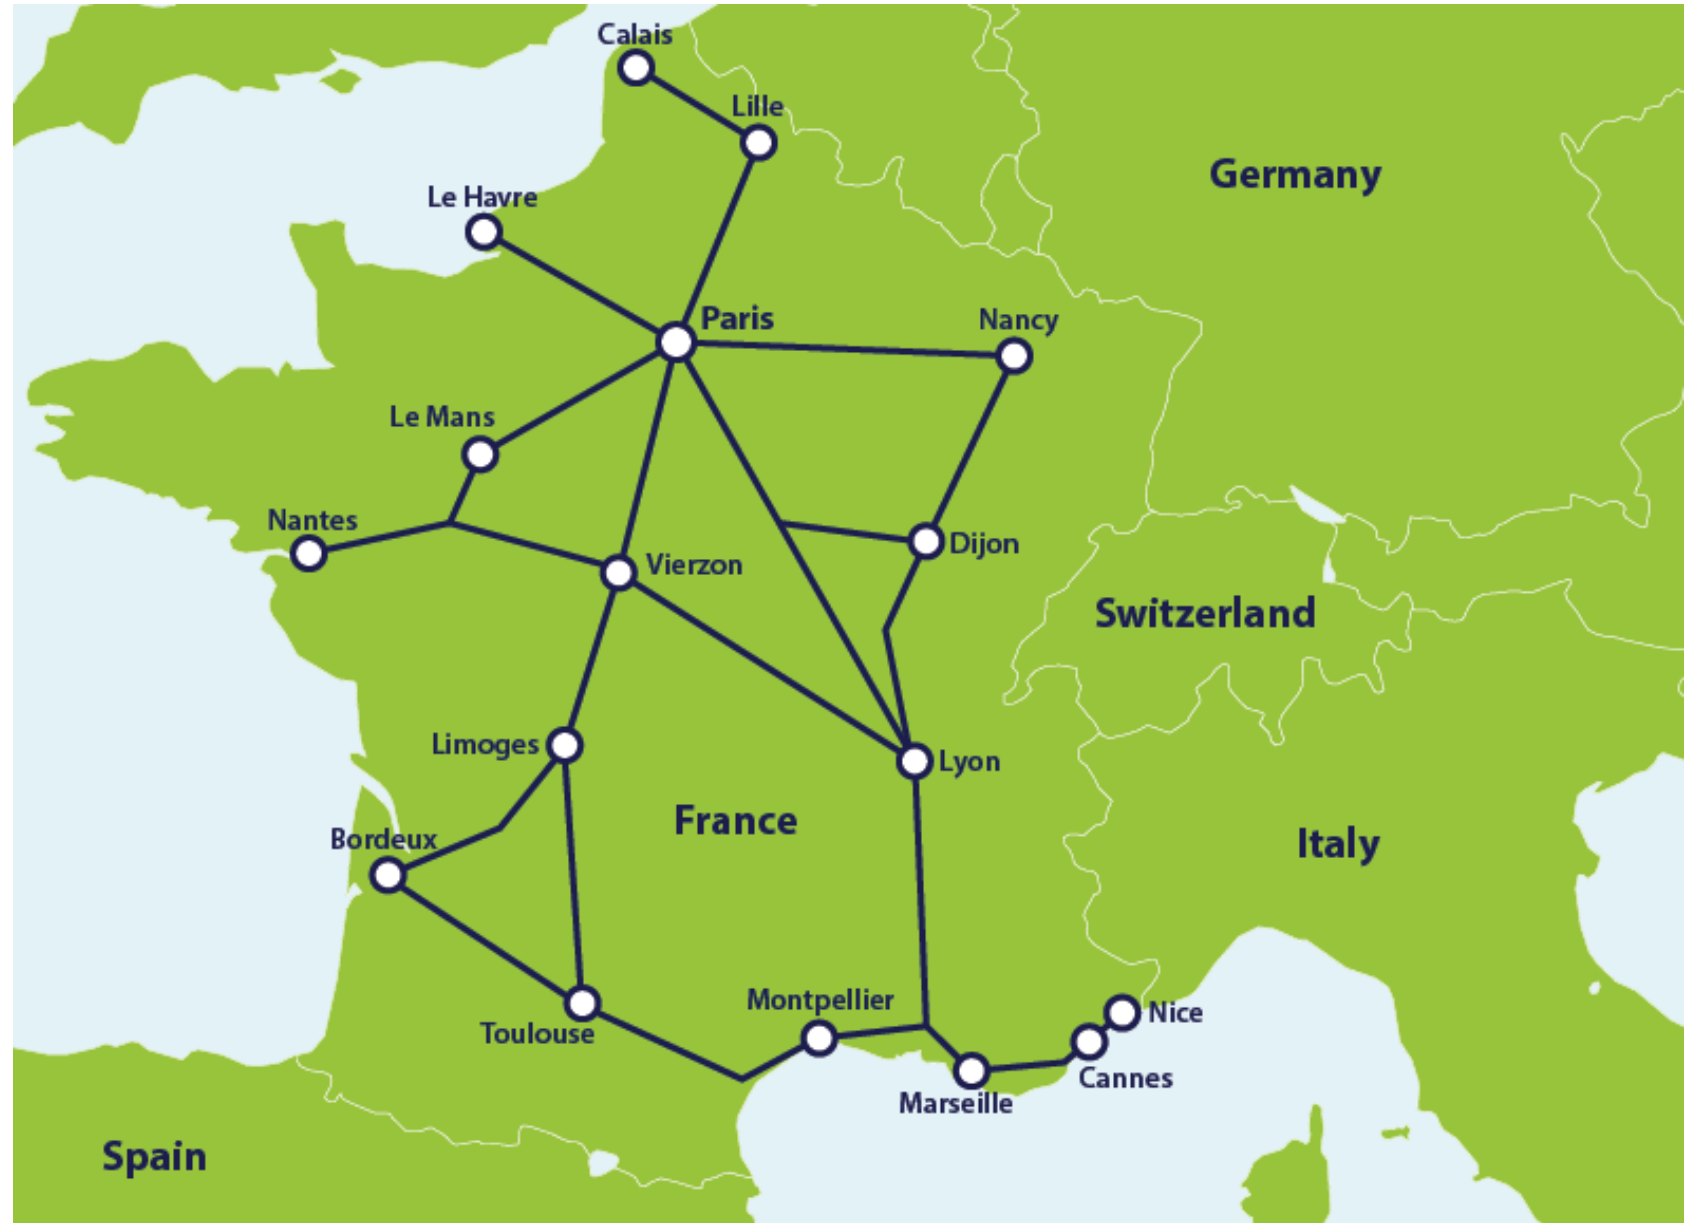 Calais
Lille
Germany
Le Havre
Paris
Nancy
Le Mans
Nantes
Vierzon
Dijon
Switzerland
Limoges
Lyon
France
Bordeux
Italy
Montpellier
Nice
Toulouse
Cannes
Marseille
Spain